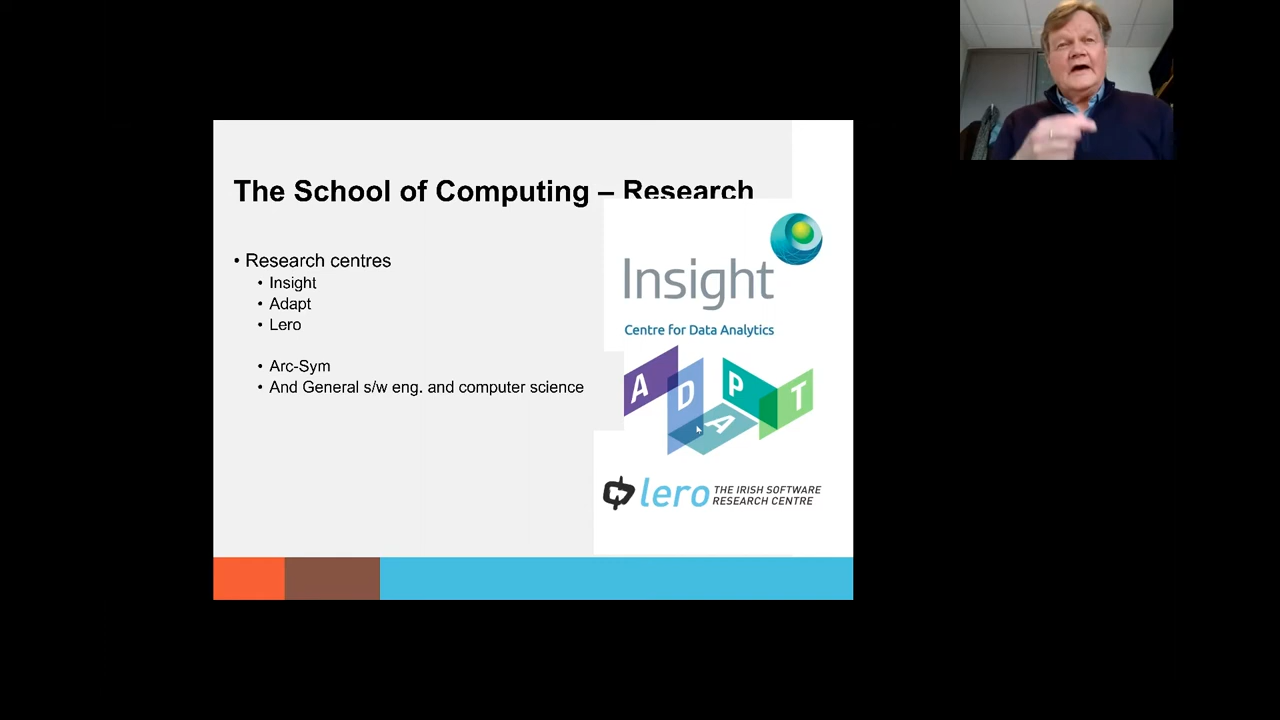 The School of Computing – Research
• Research centres
• Insight
• Adapt
• Lero
• Arc-Sym
• And General s/w eng. and computer science
Insight
Centre for Data Analytics
ADAPT
lero THE IRISH SOFTWARE
RESEARCH CENTRE